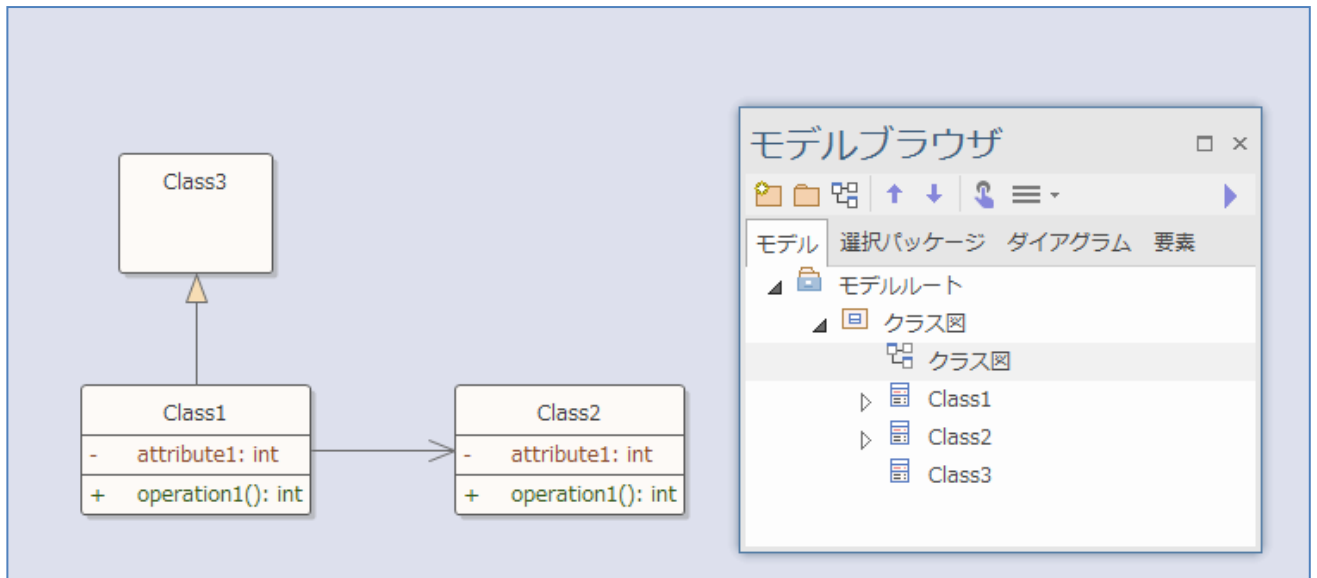 Class3
Class1
- attribute1: int
+ operation1(): int
Class2
- attribute1: int
+ operation1(): int
モデルブラウザ
モデル 選択パッケージ ダイアグラム 要素
モデルルート
クラス図
クラス図
Class1
Class2
Class3